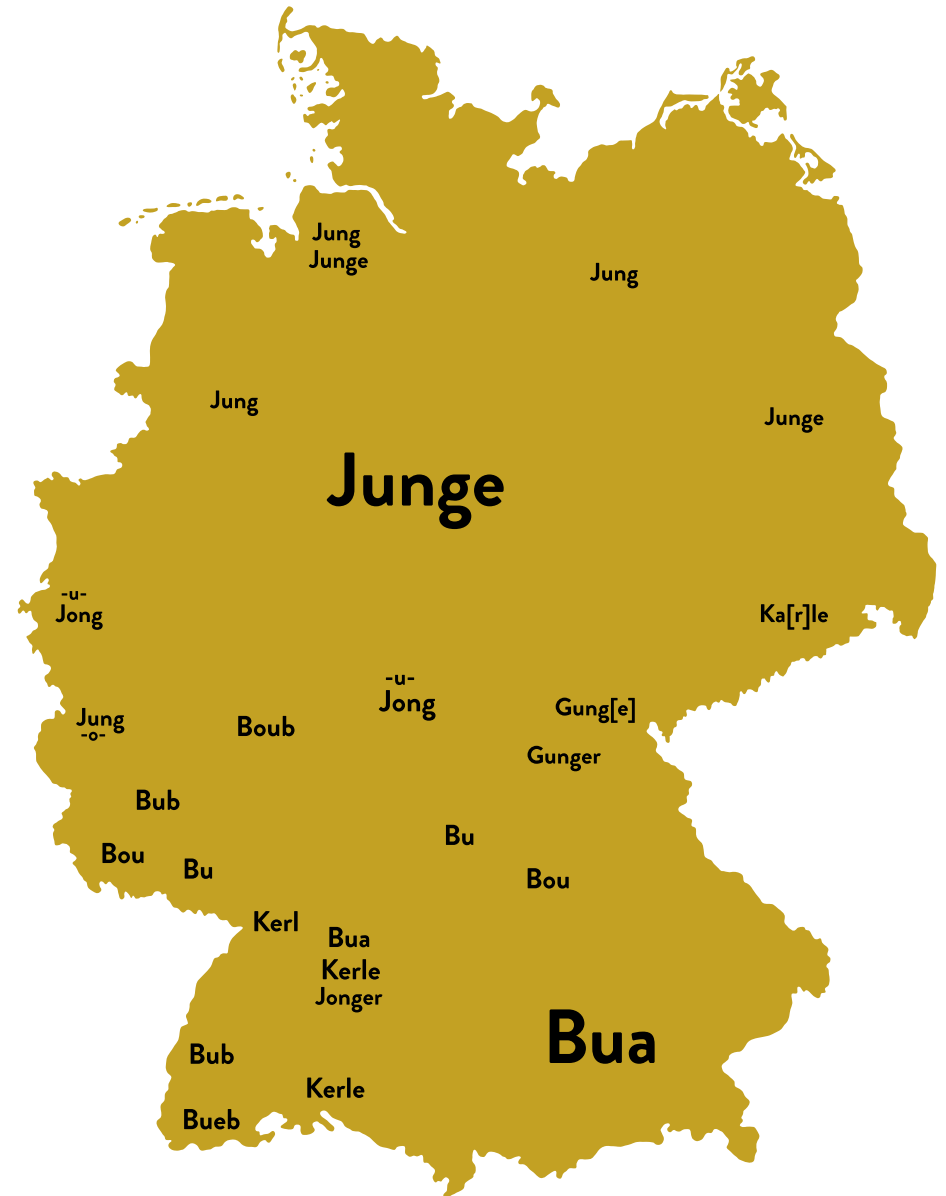 Jung
Junge
Jung
Jung
Junge
Junge
-u-
Jong
Ka[r]le
-u-
Jong
Gung[e]
Jung
-o-
Boub
Gunger
Bub
Bu
Bou
Bu
Bou
Kerl
Bua
Kerle
Jonger
Bua
Bub
Kerle
Bueb